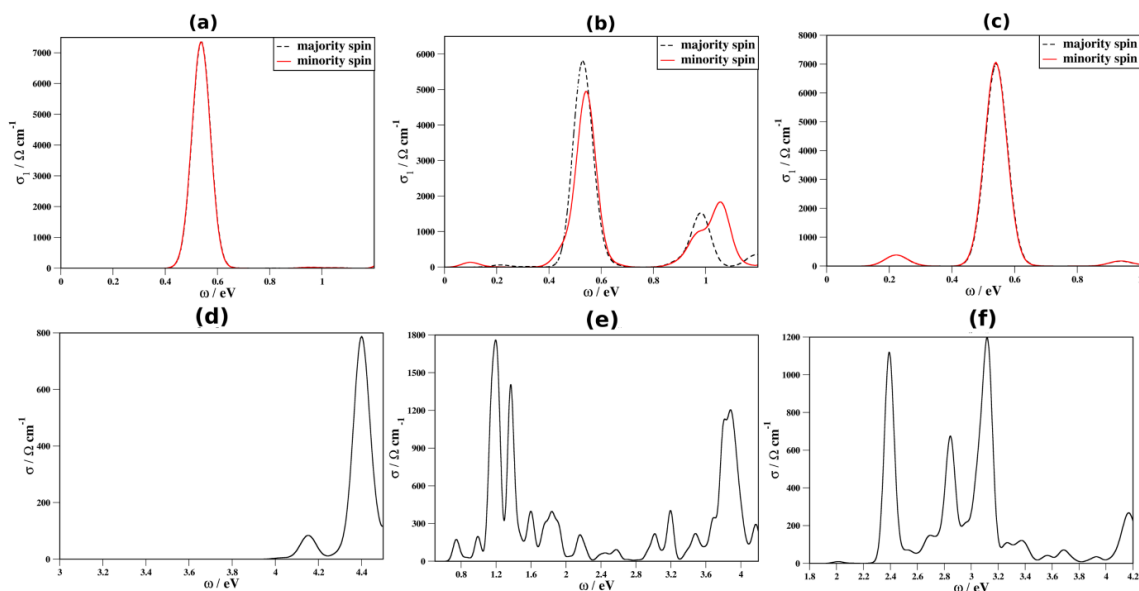 (a)
majority spin
minority spin
7000
6000
5000
4000
3000
2000
1000
0
σ₁ / Ω cm⁻¹
0 0.2 0.4 0.6 0.8 1
ω / eV
(b)
majority spin
minority spin
6000
5000
4000
3000
2000
1000
0
σ₁ / Ω cm⁻¹
0 0.2 0.4 0.6 0.8 1
ω / eV
(c)
majority spin
minority spin
8000
7000
6000
5000
4000
3000
2000
1000
0
σ₁ / Ω cm⁻¹
0 0.4 0.8
ω / eV
(d)
800
600
400
200
0
σ / Ω cm⁻¹
3 3.2 3.4 3.6 3.8 4 4.2 4.4
ω / eV
(e)
1800
1500
1200
900
600
300
0
σ / Ω cm⁻¹
0.8 1.2 1.6 2 2.4 2.8 3.2 3.6 4
ω / eV
(f)
1200
1000
800
600
400
200
0
σ / Ω cm⁻¹
1.8 2 2.2 2.4 2.6 2.8 3 3.2 3.4 3.6 3.8 4 4.2
ω / eV